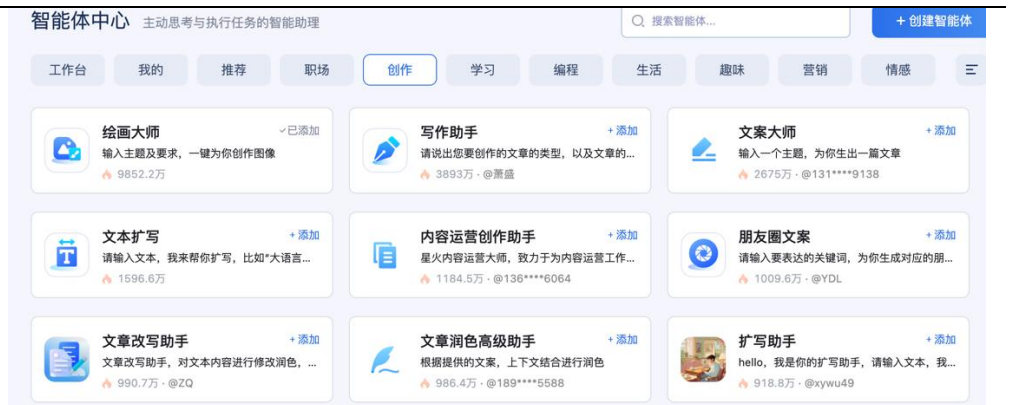 智能体中心 主动思考与执行任务的智能助理 搜索智能体... + 创建智能体
工作台 我的 推荐 职场 创作 学习 编程 生活 趣味 营销 情感
绘画大师 已添加
输入主题及要求，一键为你创作图像
9852.2万
写作助手 + 添加
请说出您要创作的文章的类型，以及文章的...
3893万 · @萧盛
文案大师 + 添加
输入一个主题，为你生出一篇文章
2675万 · @131****9138
文本扩写 + 添加
请输入文本，我来帮你扩写，比如“大语言...
1596.6万
内容运营创作助手 + 添加
星火内容运营大师，致力于为内容运营工作...
1184.5万 · @136****6064
朋友圈文案 + 添加
请输入要表达的关键词，为你生成对应的朋...
1009.6万 · @YDL
文章改写助手 + 添加
文章改写助手，对文本内容进行修改润色，...
990.7万 · @ZQ
文章润色高级助手 + 添加
根据提供的文案，上下文结合进行润色
986.4万 · @189****5588
扩写助手 + 添加
hello，我是你的扩写助手，请输入文本，我...
918.8万 · @xywu49